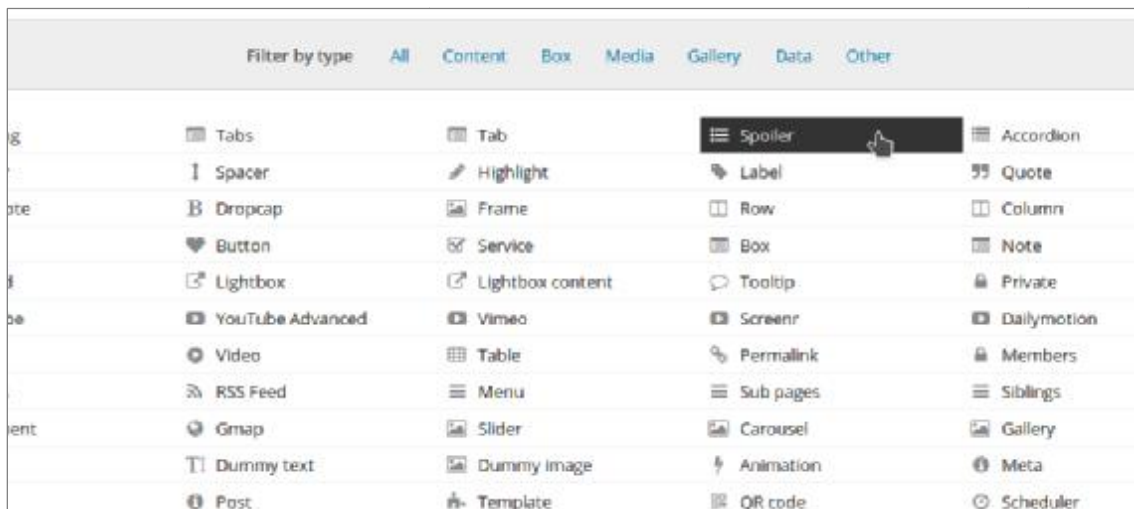 Filter by type All Content Box Media Gallery Data Other
Tabs Tab Spoiler Accordion
Spacer Highlight Label Quote
B Dropcap Frame Row Column
Button Service Box Note
Lightbox Lightbox content Tooltip Private
YouTube Advanced Vimeo Screenr Dailymotion
Video Table Permalink Members
RSS Feed Menu Sub pages Siblings
Gmap Slider Carousel Gallery
Dummy text Dummy image Animation Meta
Post Template QR code Scheduler